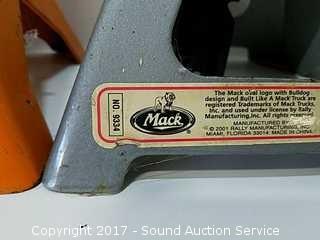 NO. 9334
Mack
The Mack oval logo with Bulldog
design and Built Like A Mack Truck are
registered Trademarks of Mack Trucks,
Inc. and used under license by Rally
Manufacturing, Inc. All rights reserved.
MANUFACTURED BY
© 2001 RALLY MANUFACTURING, INC.
MIAMI, FLORIDA 33014. MADE IN CHINA.
Copyright 2017 - Sound Auction Service